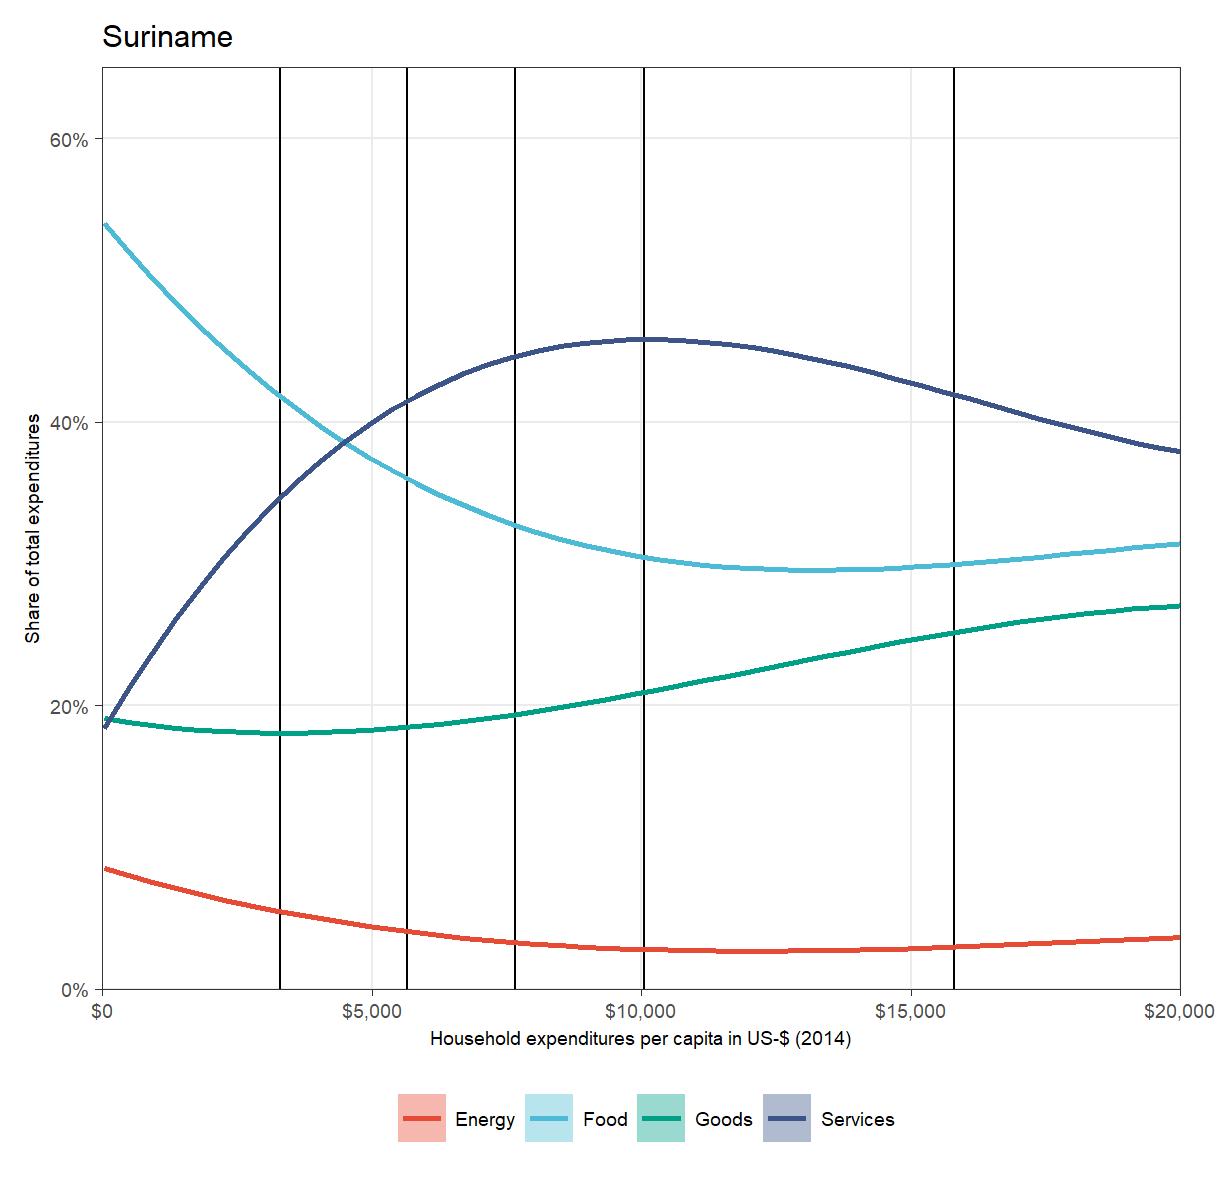 Suriname
60%
40%
20%
0%
Share of total expenditures
$0 $5,000 $10,000 $15,000 $20,000
Household expenditures per capita in US-$ (2014)
Energy Food Goods Services